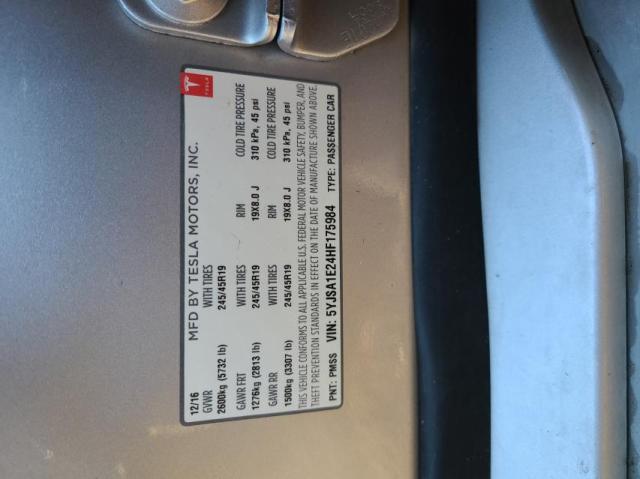 TESLA
MFD BY TESLA MOTORS, INC.
12/16
GVWR WITH TIRES RIM COLD TIRE PRESSURE
2600kg (5732 lb) 245/45R19 19X8.0 J 310 kPa, 45 psi
GAWR FRT WITH TIRES RIM COLD TIRE PRESSURE
1276kg (2813 lb) 245/45R19
GAWR RR WITH TIRES 19X8.0 J 310 kPa, 45 psi
1500kg (3307 lb) 245/45R19
THIS VEHICLE CONFORMS TO ALL APPLICABLE U.S. FEDERAL MOTOR VEHICLE SAFETY, BUMPER, AND
THEFT PREVENTION STANDARDS IN EFFECT ON THE DATE OF MANUFACTURE SHOWN ABOVE.
PNT: PMSS VIN: 5YJSA1E24HF175984 TYPE: PASSENGER CAR